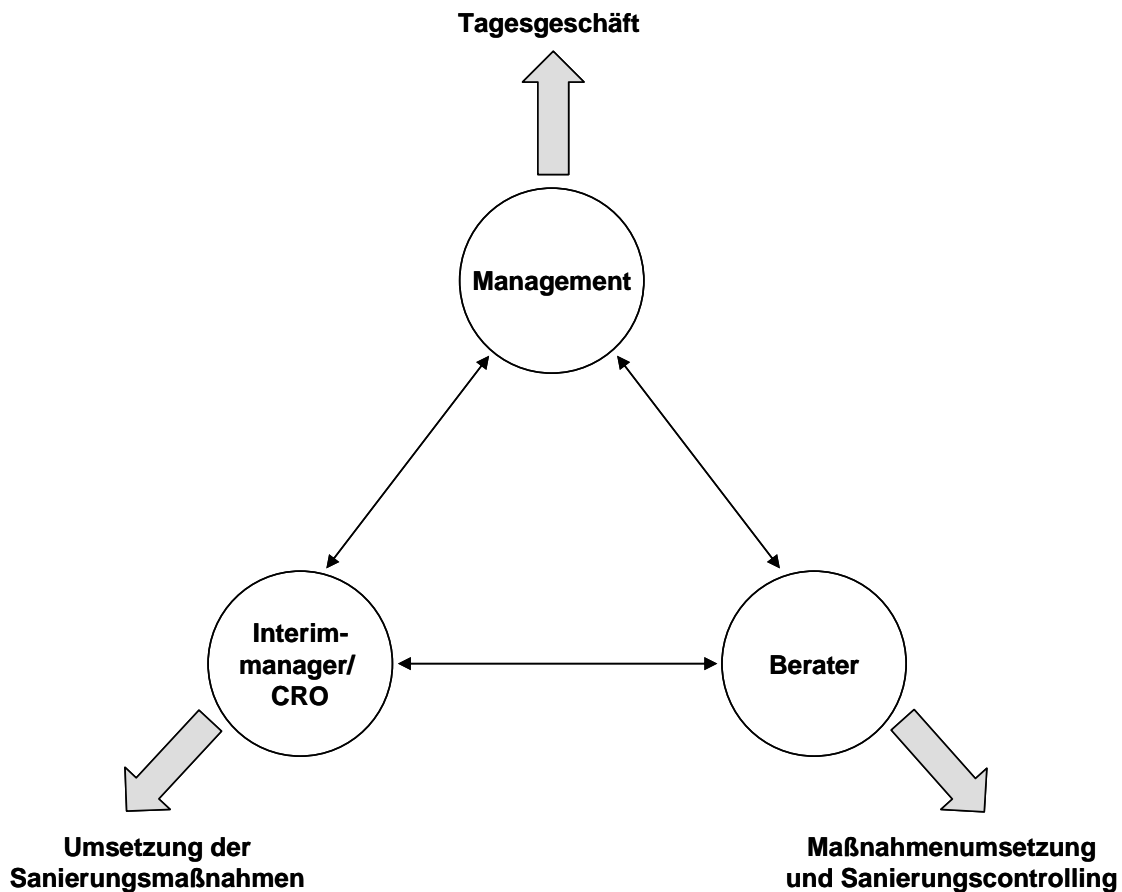 Tagesgeschäft
Management
Interim-
manager/
CRO
Berater
Umsetzung der
Sanierungsmaßnahmen
Maßnahmenumsetzung
und Sanierungscontrolling